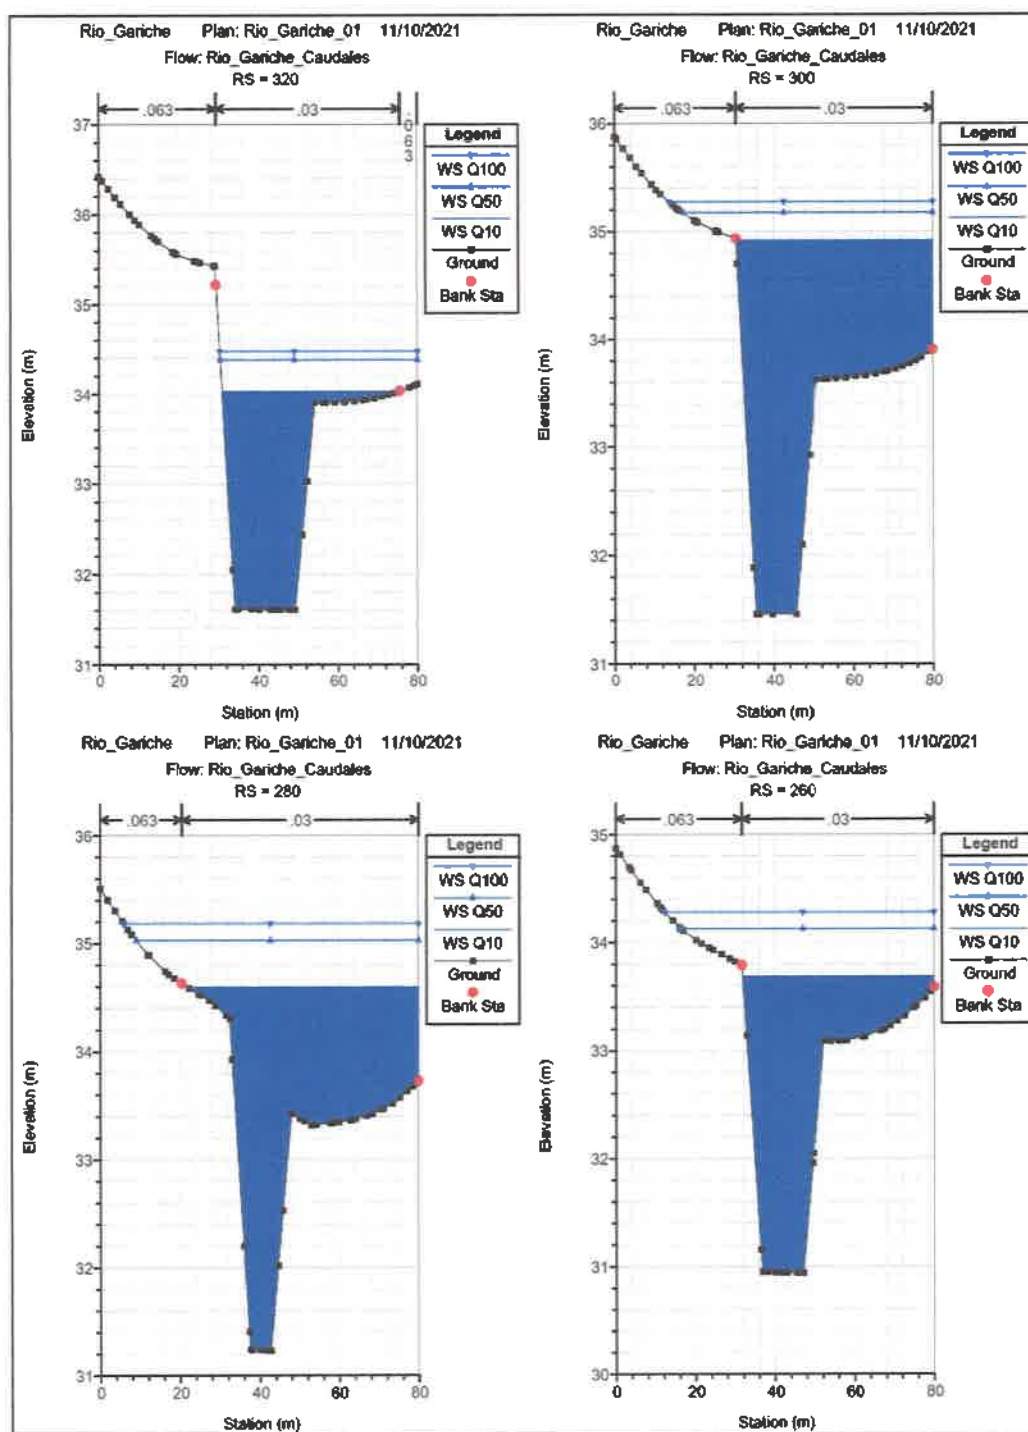 Rio_Gariche Plan: Rio_Gariche_01 11/10/2021
Flow: Rio_Gariche_Caudales
RS = 320
.063 .03 .063
Legend
WS Q100
WS Q50
WS Q10
Ground
Bank Sta
37
36
35
34
33
32
31
0 20 40 60 80
Elevation (m)
Station (m)
Rio_Gariche Plan: Rio_Gariche_01 11/10/2021
Flow: Rio_Gariche_Caudales
RS = 300
.063 .03
Legend
WS Q100
WS Q50
WS Q10
Ground
Bank Sta
36
35
34
33
32
31
0 20 40 60 80
Elevation (m)
Station (m)
Rio_Gariche Plan: Rio_Gariche_01 11/10/2021
Flow: Rio_Gariche_Caudales
RS = 280
.063 .03
Legend
WS Q100
WS Q50
WS Q10
Ground
Bank Sta
36
35
34
33
32
31
0 20 40 60 80
Elevation (m)
Station (m)
Rio_Gariche Plan: Rio_Gariche_01 11/10/2021
Flow: Rio_Gariche_Caudales
RS = 260
.063 .03
Legend
WS Q100
WS Q50
WS Q10
Ground
Bank Sta
35
34
33
32
31
30
0 20 40 60 80
Elevation (m)
Station (m)